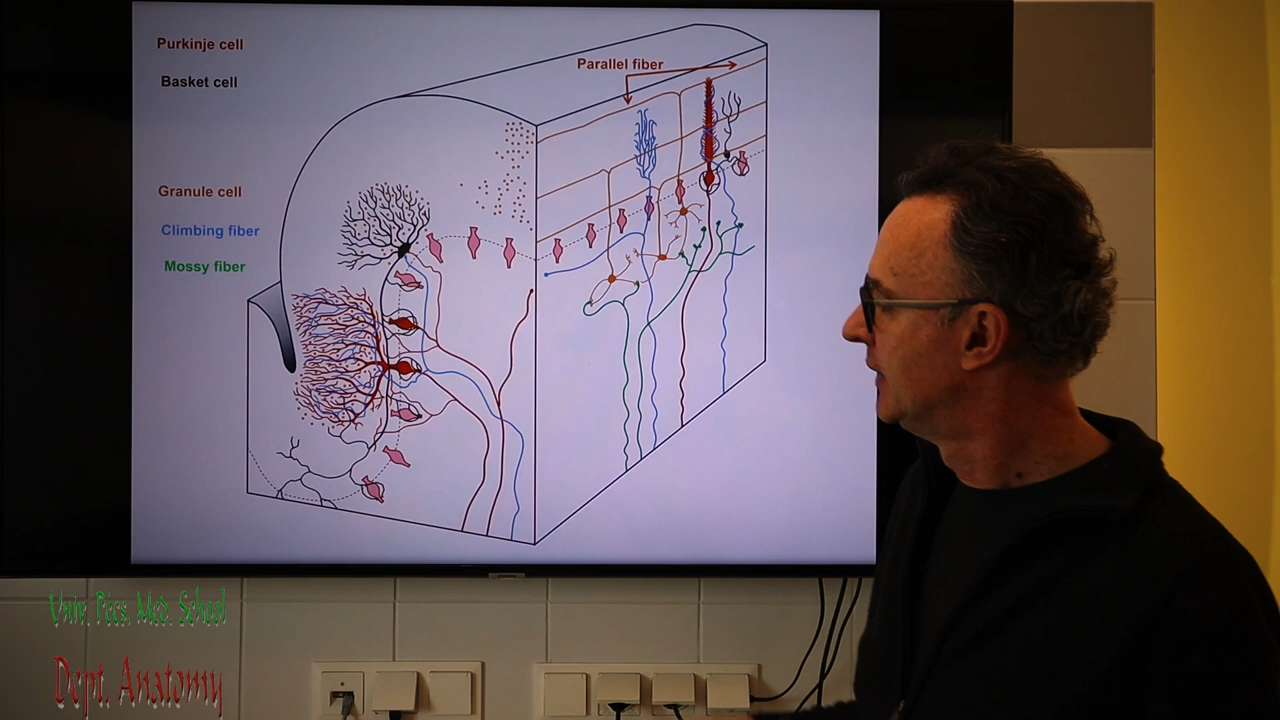 Purkinje cell
Basket cell
Parallel fiber
Granule cell
Climbing fiber
Mossy fiber
Univ. Pecs. Med. School
Dept. Anatomy